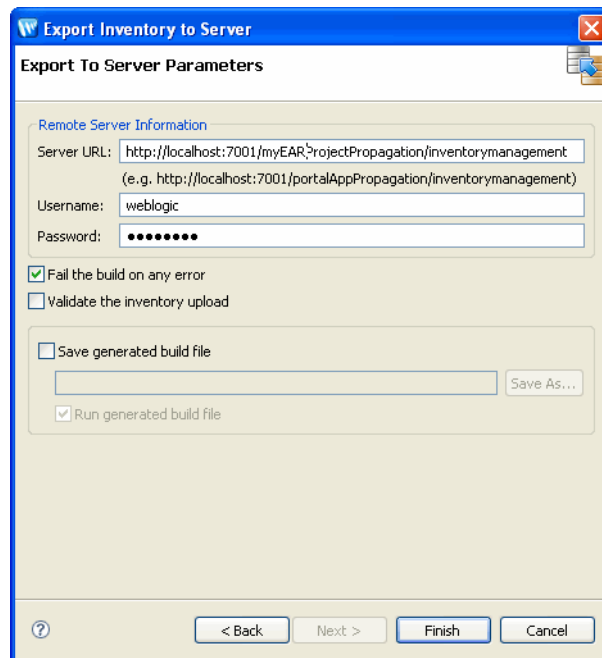 Export Inventory to Server
Export To Server Parameters
Remote Server Information
Server URL: http://localhost:7001/myEARProjectPropagation/inventorymanagement
(e.g. http://localhost:7001/portalAppPropagation/inventorymanagement)
Username: weblogic
Password: ●●●●●●●●
Fail the build on any error
Validate the inventory upload
Save generated build file
Save As...
Run generated build file
? < Back Next > Finish Cancel